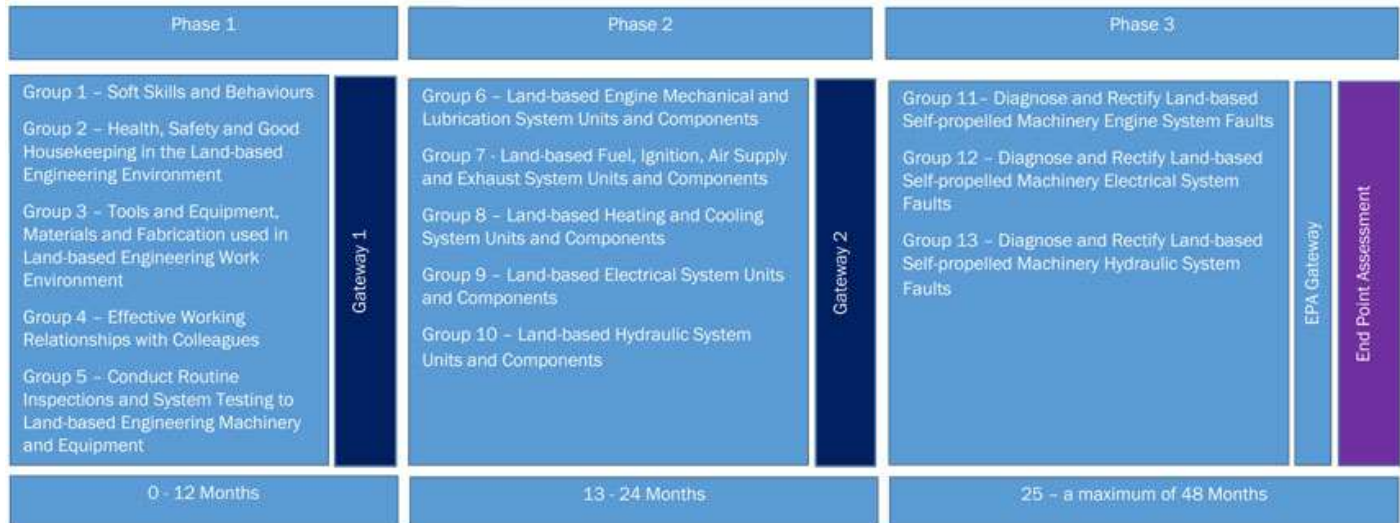 Phase 1
Phase 2
Phase 3
Group 1 – Soft Skills and Behaviours
Group 2 – Health, Safety and Good
Housekeeping in the Land-based
Engineering Environment
Group 3 – Tools and Equipment,
Materials and Fabrication used in
Land-based Engineering Work
Environment
Group 4 – Effective Working
Relationships with Colleagues
Group 5 – Conduct Routine
Inspections and System Testing to
Land-based Engineering Machinery
and Equipment
Gateway 1
Group 6 – Land-based Engine Mechanical and
Lubrication System Units and Components
Group 7 - Land-based Fuel, Ignition, Air Supply
and Exhaust System Units and Components
Group 8 – Land-based Heating and Cooling
System Units and Components
Group 9 – Land-based Electrical System Units
and Components
Group 10 – Land-based Hydraulic System
Units and Components
Gateway 2
Group 11– Diagnose and Rectify Land-based
Self-propelled Machinery Engine System Faults
Group 12 – Diagnose and Rectify Land-based
Self-propelled Machinery Electrical System
Faults
Group 13 – Diagnose and Rectify Land-based
Self-propelled Machinery Hydraulic System
Faults
EPA Gateway
End Point Assessment
0 - 12 Months
13 - 24 Months
25 – a maximum of 48 Months